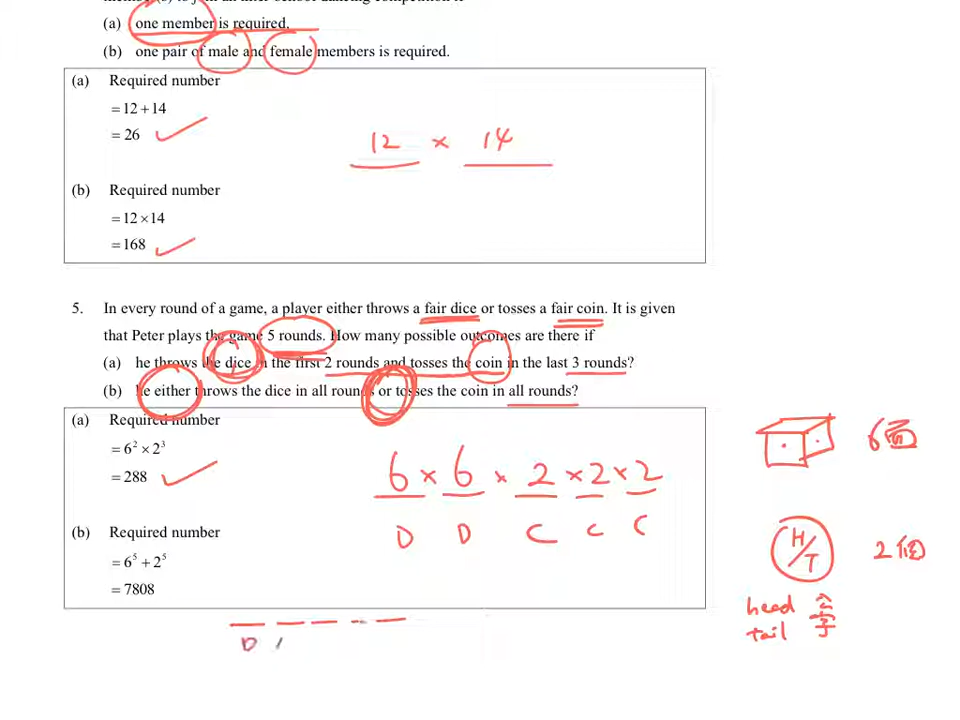 (a) one member is required.
(b) one pair of male and female members is required.
(a) Required number
= 12 + 14
= 26
12 × 14
(b) Required number
= 12 × 14
= 168
5. In every round of a game, a player either throws a fair dice or tosses a fair coin. It is given
that Peter plays the game 5 rounds. How many possible outcomes are there if
(a) he throws the dice in the first 2 rounds and tosses the coin in the last 3 rounds?
(b) he either throws the dice in all rounds or tosses the coin in all rounds?
(a) Required number
= 6² × 2³
= 288
6 × 6 × 2 × 2 × 2
D D C C C
6面
(b) Required number
= 6⁵ + 2⁵
= 7808
H/T
2個
head 公
tail 字
D